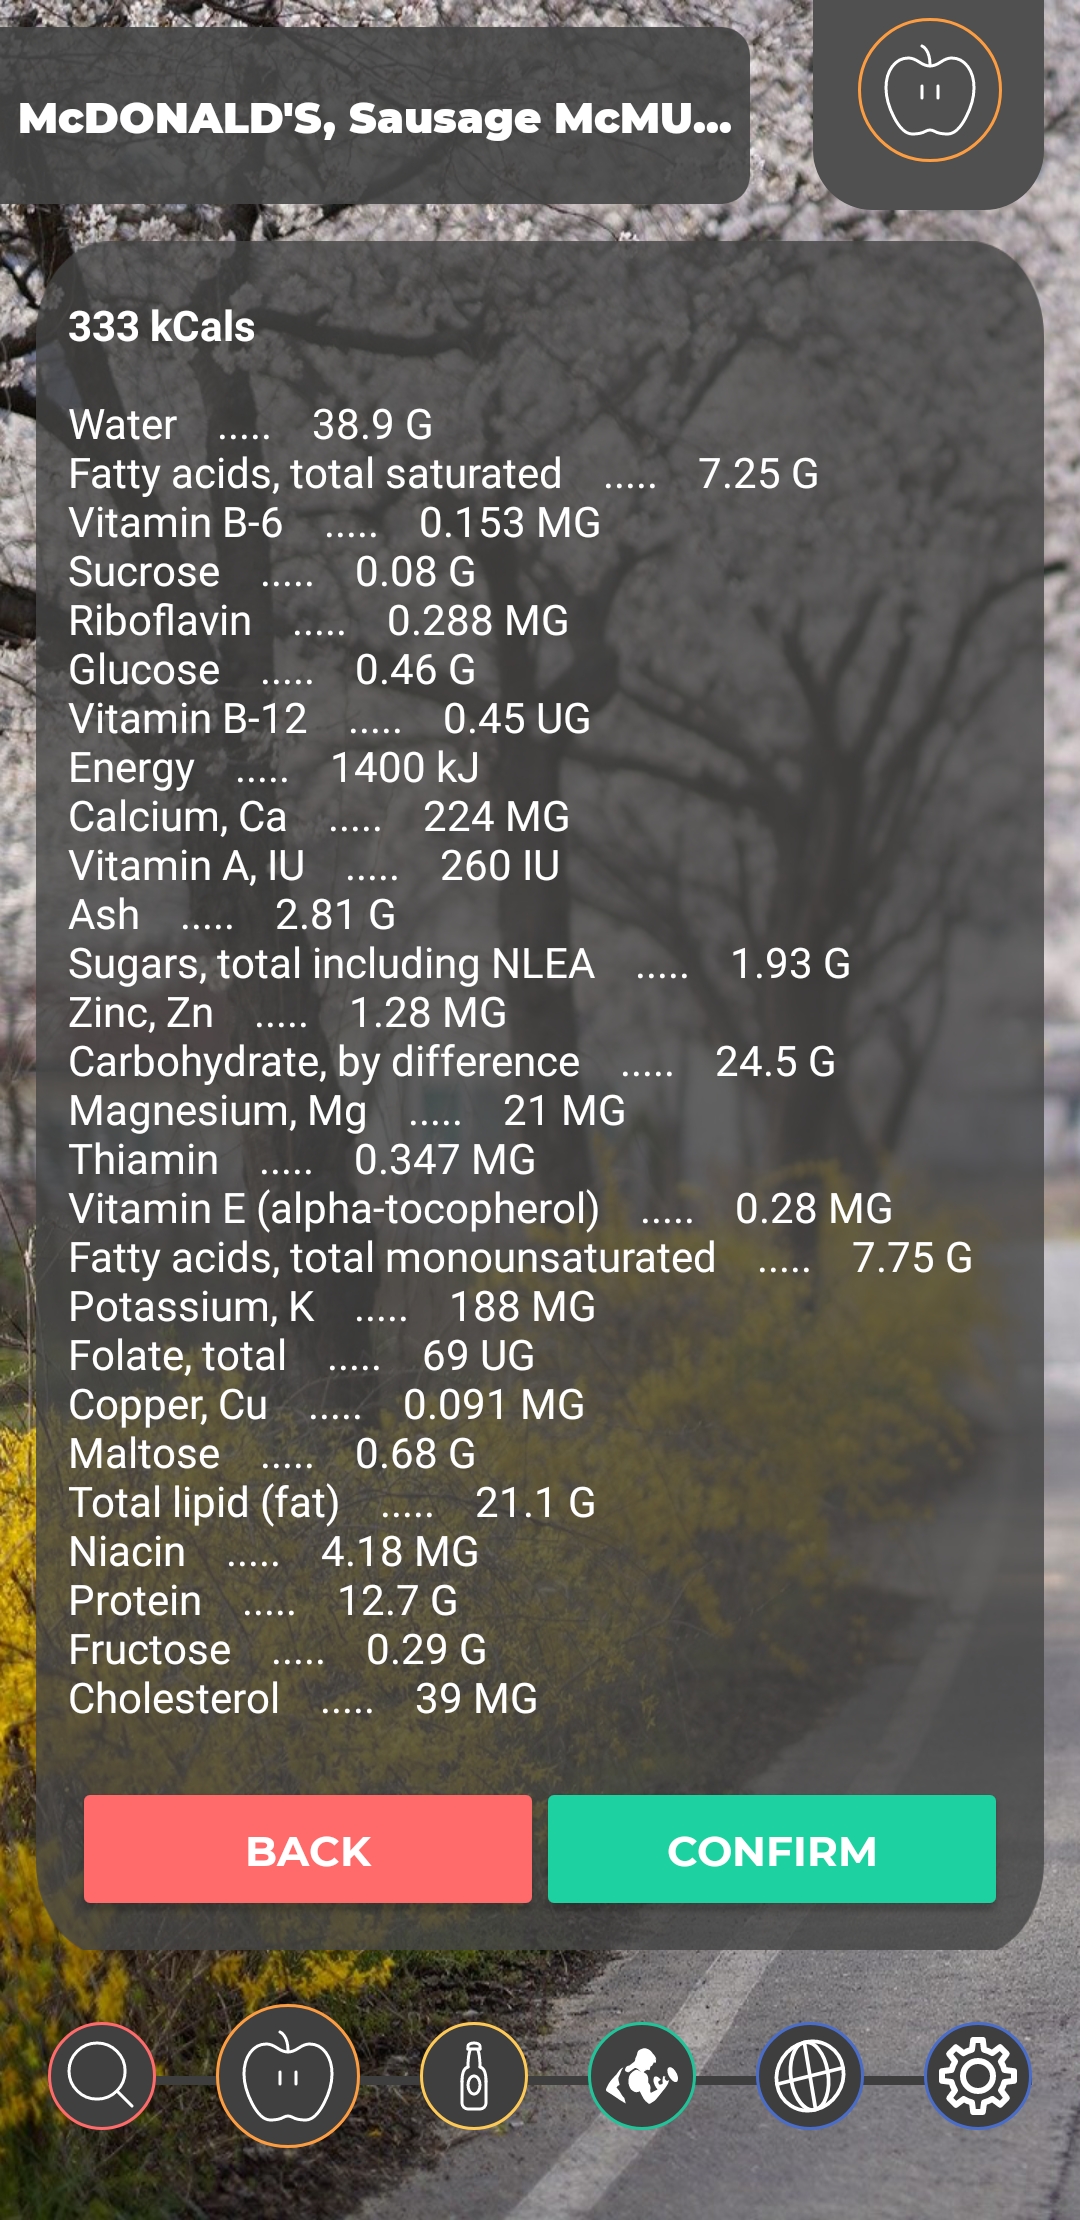 McDONALD'S, Sausage McMU...
333 kCals
Water ..... 38.9 G
Fatty acids, total saturated ..... 7.25 G
Vitamin B-6 ..... 0.153 MG
Sucrose ..... 0.08 G
Riboflavin ..... 0.288 MG
Glucose ..... 0.46 G
Vitamin B-12 ..... 0.45 UG
Energy ..... 1400 kJ
Calcium, Ca ..... 224 MG
Vitamin A, IU ..... 260 IU
Ash ..... 2.81 G
Sugars, total including NLEA ..... 1.93 G
Zinc, Zn ..... 1.28 MG
Carbohydrate, by difference ..... 24.5 G
Magnesium, Mg ..... 21 MG
Thiamin ..... 0.347 MG
Vitamin E (alpha-tocopherol) ..... 0.28 MG
Fatty acids, total monounsaturated ..... 7.75 G
Potassium, K ..... 188 MG
Folate, total ..... 69 UG
Copper, Cu ..... 0.091 MG
Maltose ..... 0.68 G
Total lipid (fat) ..... 21.1 G
Niacin ..... 4.18 MG
Protein ..... 12.7 G
Fructose ..... 0.29 G
Cholesterol ..... 39 MG
BACK CONFIRM